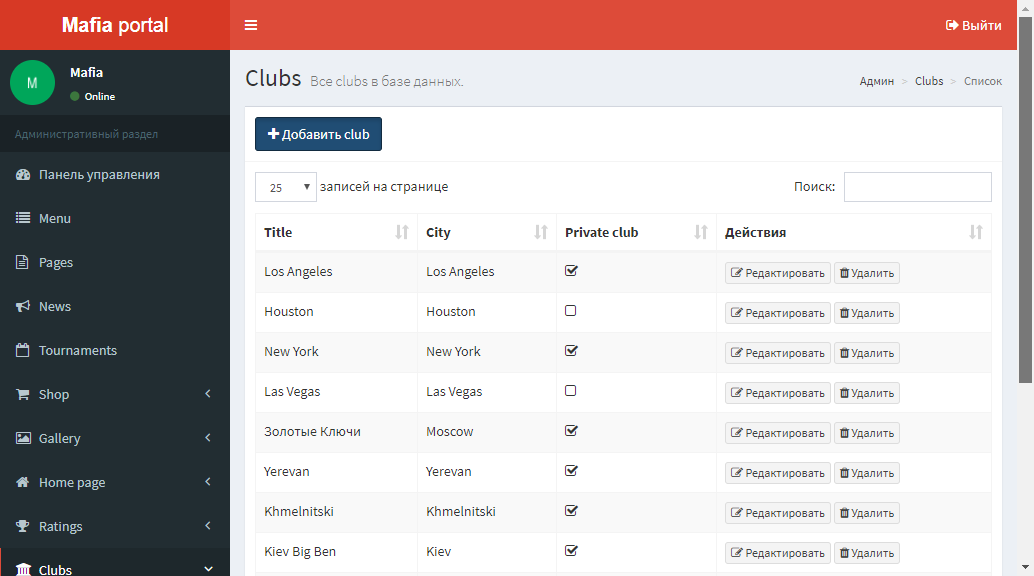 Mafia portal
Выйти
M
Mafia
Online
Административный раздел
Панель управления
Menu
Pages
News
Tournaments
Shop
Gallery
Home page
Ratings
Clubs
Clubs Все clubs в базе данных.
Админ > Clubs > Список
Добавить club
25 записей на странице
Поиск:
Title City Private club Действия
Los Angeles Los Angeles Редактировать Удалить
Houston Houston Редактировать Удалить
New York New York Редактировать Удалить
Las Vegas Las Vegas Редактировать Удалить
Золотые Ключи Moscow Редактировать Удалить
Yerevan Yerevan Редактировать Удалить
Khmelnitski Khmelnitski Редактировать Удалить
Kiev Big Ben Kiev Редактировать Удалить